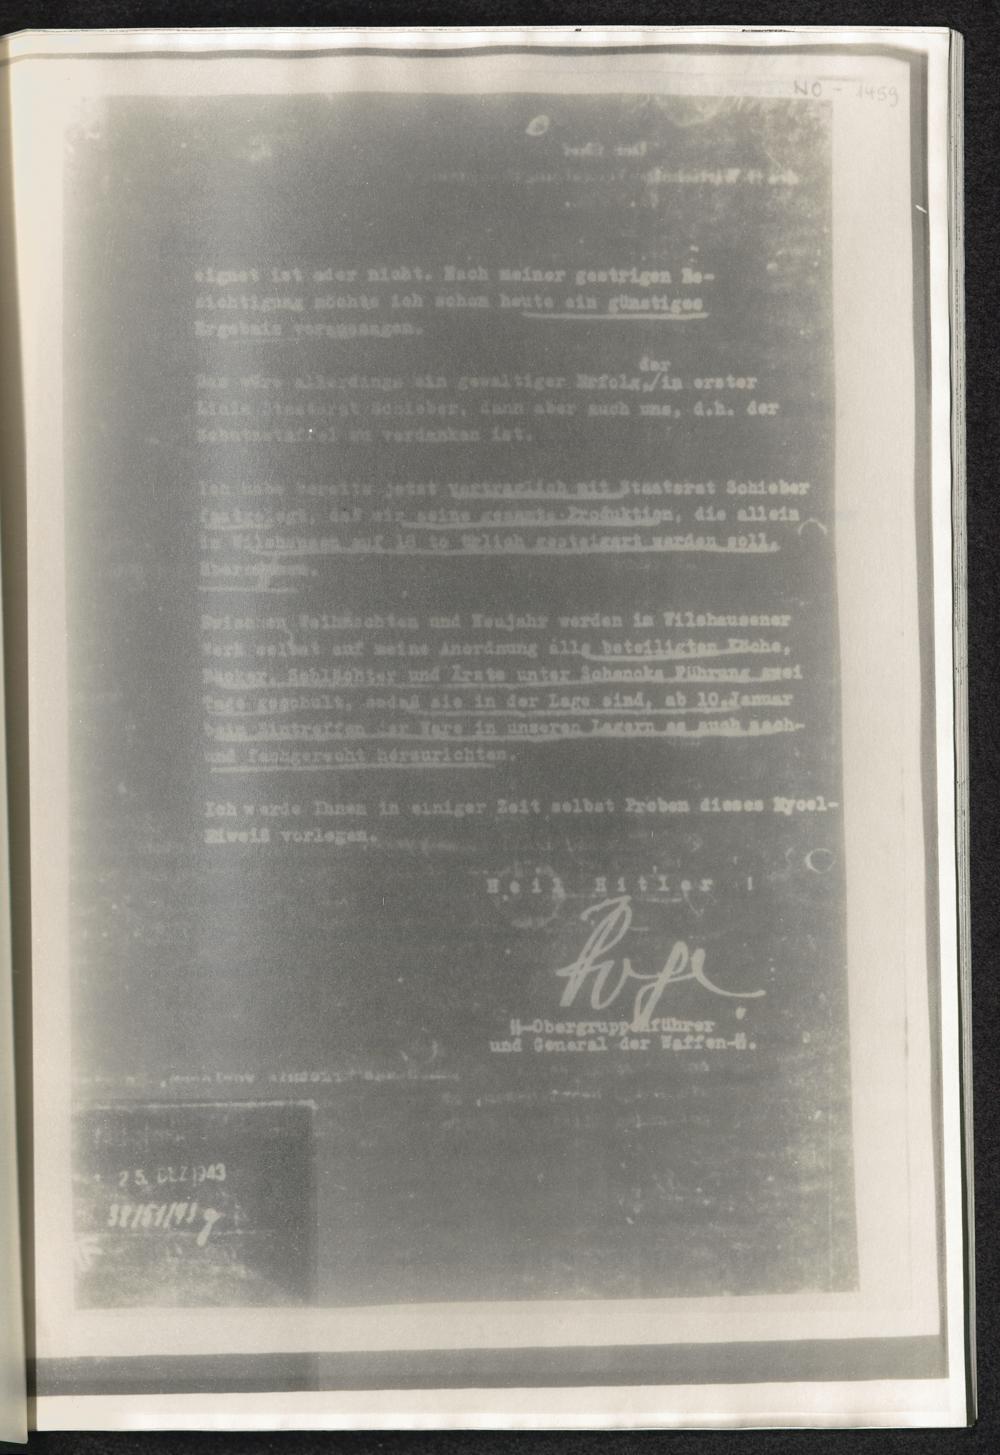 NO - 1459
eignet ist oder nicht. Nach meiner gestrigen Be-
sichtigung möchte ich schon heute ein günstiges
Ergebnis voraussagen.
der
Das wäre allerdings ein gewaltiger Erfolg,/in erster
Linie Staatsrat Schieber, dann aber auch uns, d.h. der
Schutzstaffel zu verdanken ist.
Ich habe bereits jetzt vertraglich mit Staatsrat Schieber
festgelegt, daß wir seine gesamte Produktion, die allein
in Wilshausen auf 18 to täglich gesteigert werden soll,
übernehmen.
Zwischen Weihnachten und Neujahr werden im Wilshausener
Werk selbst auf meine Anordnung alle beteiligten Köche,
Bäcker, Schlächter und Ärzte unter Schencks Führung zwei
Tage geschult, sodaß sie in der Lage sind, ab 10.Januar
beim Eintreffen der Ware in unseren Lagern es auch sach-
und fachgerecht herzurichten.
Ich werde Ihnen in einiger Zeit selbst Proben dieses Mycel-
Eiweiß vorlegen.
Heil Hitler !
SS-Obergruppenführer
und General der Waffen-SS.
25. DEZ 1943